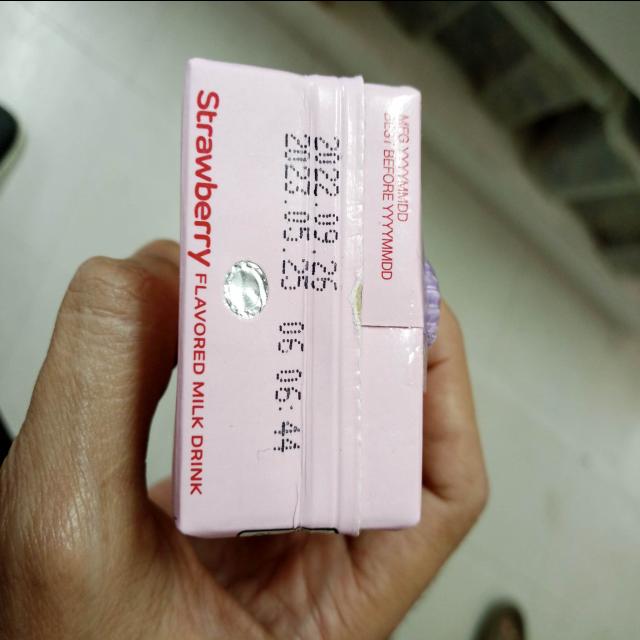 MFG YYYYMMDD
BEST BEFORE YYYYMMDD
2022.09.26
2023.05.25 06 06:44
Strawberry FLAVORED MILK DRINK